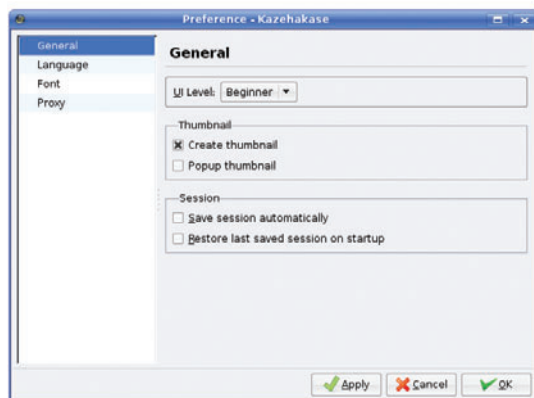 Preference - Kazehakase
General
Language
Font
Proxy
General
UI Level: Beginner
Thumbnail
Create thumbnail
Popup thumbnail
Session
Save session automatically
Restore last saved session on startup
Apply Cancel OK